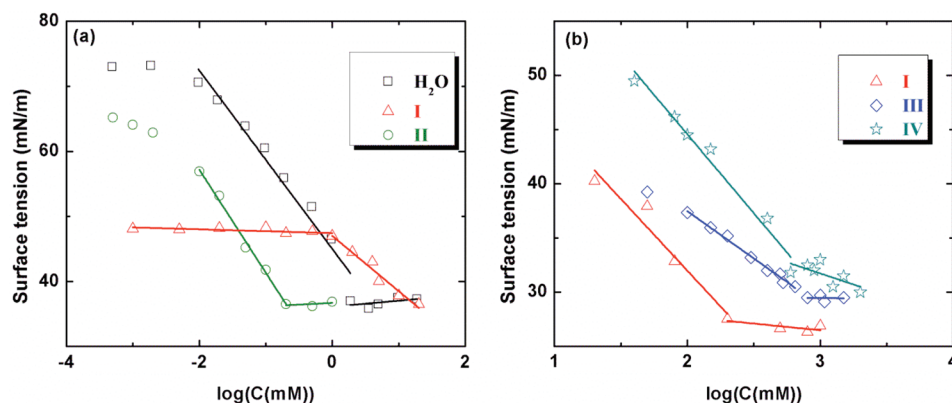 (a)
H₂O
I
II
Surface tension (mN/m)
80
60
40
-4
-2
0
2
log(C(mM))
(b)
I
III
IV
Surface tension (mN/m)
50
40
30
1
2
3
4
log(C(mM))